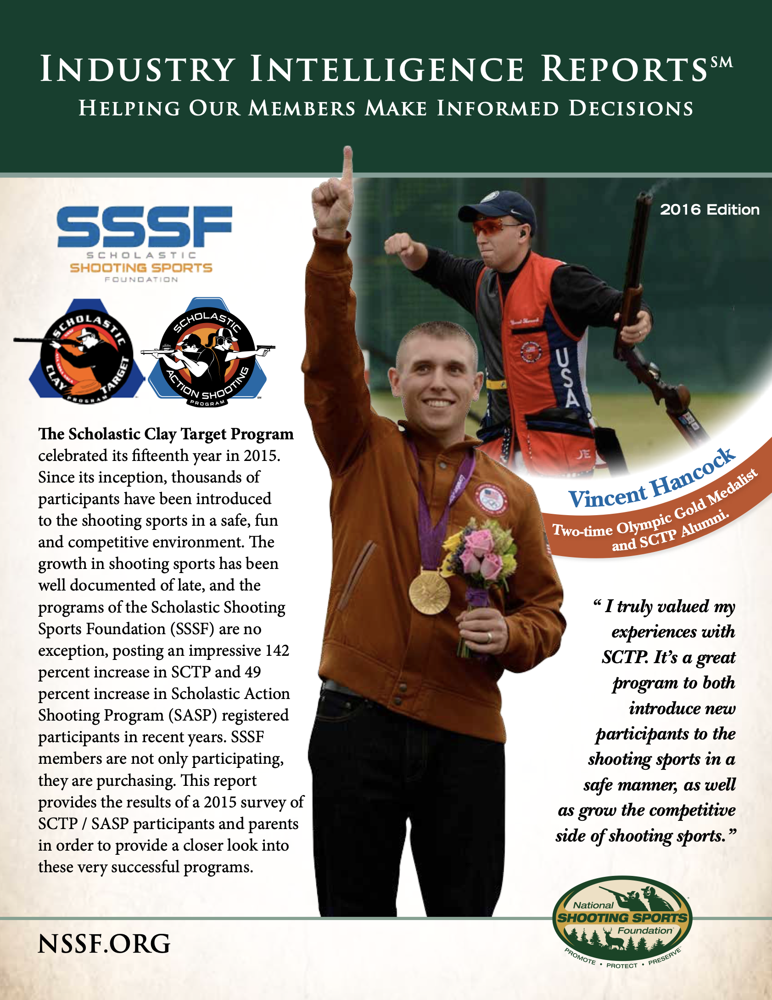 INDUSTRY INTELLIGENCE REPORTS℠
HELPING OUR MEMBERS MAKE INFORMED DECISIONS
2016 Edition
SSSF
SCHOLASTIC
SHOOTING SPORTS
FOUNDATION
SCHOLASTIC
CLAY TARGET
PROGRAM
SCHOLASTIC
ACTION SHOOTING
PROGRAM
SM
USA
JE
The Scholastic Clay Target Program
celebrated its fifteenth year in 2015.
Since its inception, thousands of
participants have been introduced
to the shooting sports in a safe, fun
and competitive environment. The
growth in shooting sports has been
well documented of late, and the
programs of the Scholastic Shooting
Sports Foundation (SSSF) are no
exception, posting an impressive 142
percent increase in SCTP and 49
percent increase in Scholastic Action
Shooting Program (SASP) registered
participants in recent years. SSSF
members are not only participating,
they are purchasing. This report
provides the results of a 2015 survey of
SCTP / SASP participants and parents
in order to provide a closer look into
these very successful programs.
Vincent Hancock
Two-time Olympic Gold Medalist
and SCTP Alumni.
“ I truly valued my
experiences with
SCTP. It’s a great
program to both
introduce new
participants to the
shooting sports in a
safe manner, as well
as grow the competitive
side of shooting sports.”
NSSF.ORG
National
SHOOTING SPORTS
Foundation
PROMOTE • PROTECT • PRESERVE